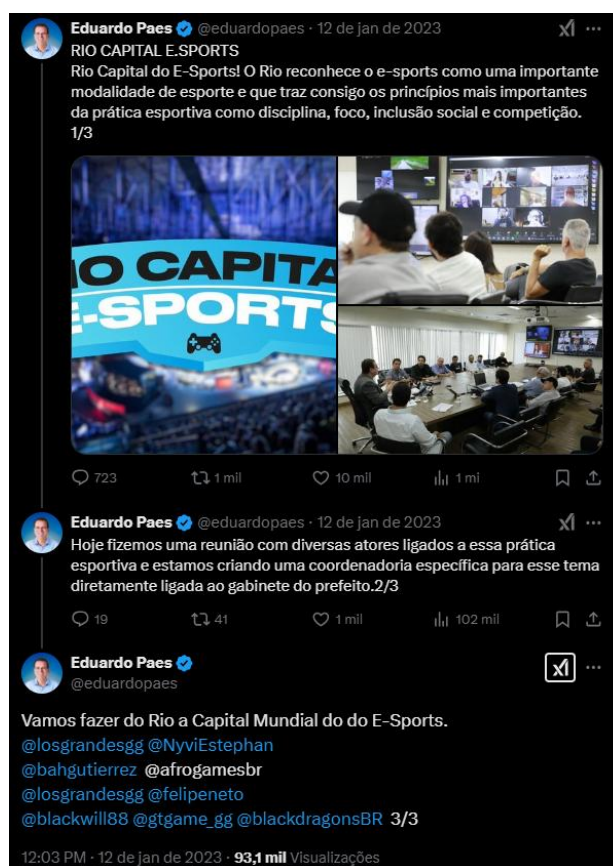 Eduardo Paes @eduardopaes · 12 de jan de 2023
RIO CAPITAL E.SPORTS
Rio Capital do E-Sports! O Rio reconhece o e-sports como uma importante
modalidade de esporte e que traz consigo os princípios mais importantes
da prática esportiva como disciplina, foco, inclusão social e competição.
1/3
IO CAPITA
E-SPORTS
723 1 mil 10 mil 1 mi
Eduardo Paes @eduardopaes · 12 de jan de 2023
Hoje fizemos uma reunião com diversas atores ligados a essa prática
esportiva e estamos criando uma coordenadoria específica para esse tema
diretamente ligada ao gabinete do prefeito.2/3
19 41 1 mil 102 mil
Eduardo Paes
@eduardopaes
Vamos fazer do Rio a Capital Mundial do do E-Sports.
@losgrandesgg @NyviEstephan
@bahgutierrez @afrogamesbr
@losgrandesgg @felipeneto
@blackwill88 @gtgame_gg @blackdragonsBR 3/3
12:03 PM · 12 de jan de 2023 · 93,1 mil Visualizações